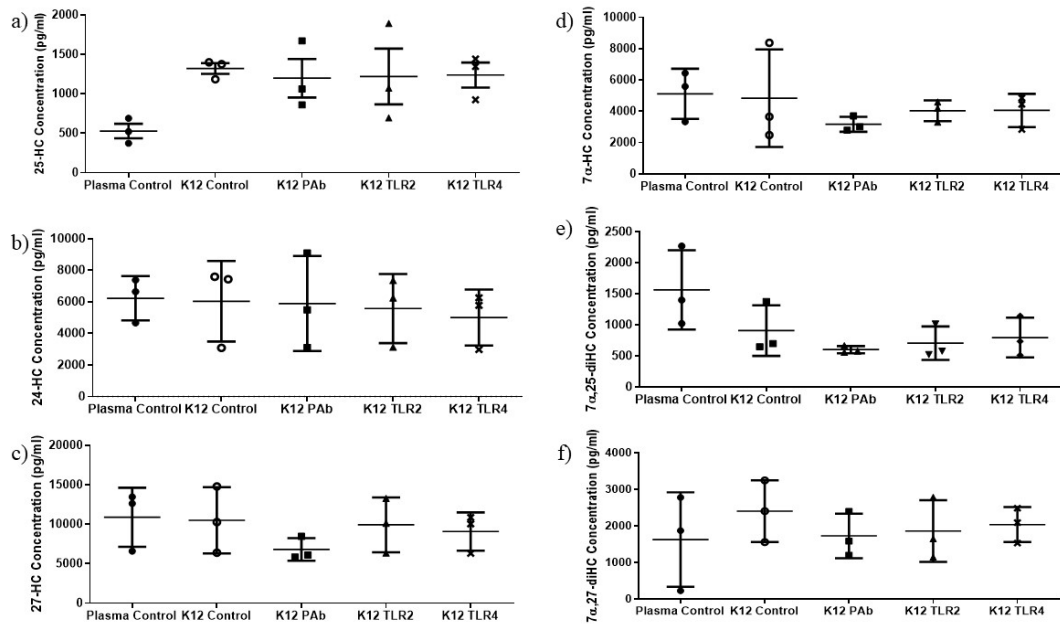 a)
25-HC Concentration (pg/ml)
2000
1500
1000
500
0
Plasma Control K12 Control K12 PAb K12 TLR2 K12 TLR4
b)
24-HC Concentration (pg/ml)
10000
8000
6000
4000
2000
0
Plasma Control K12 Control K12 PAb K12 TLR2 K12 TLR4
c)
27-HC Concentration (pg/ml)
20000
15000
10000
5000
0
Plasma Control K12 Control K12 PAb K12 TLR2 K12 TLR4
d)
7α-HC Concentration (pg/ml)
10000
8000
6000
4000
2000
0
Plasma Control K12 Control K12 PAb K12 TLR2 K12 TLR4
e)
7α,25-diHC Concentration (pg/ml)
2500
2000
1500
1000
500
0
Plasma Control K12 Control K12 PAb K12 TLR2 K12 TLR4
f)
7α,27-diHC Concentration (pg/ml)
4000
3000
2000
1000
0
Plasma Control K12 Control K12 PAb K12 TLR2 K12 TLR4